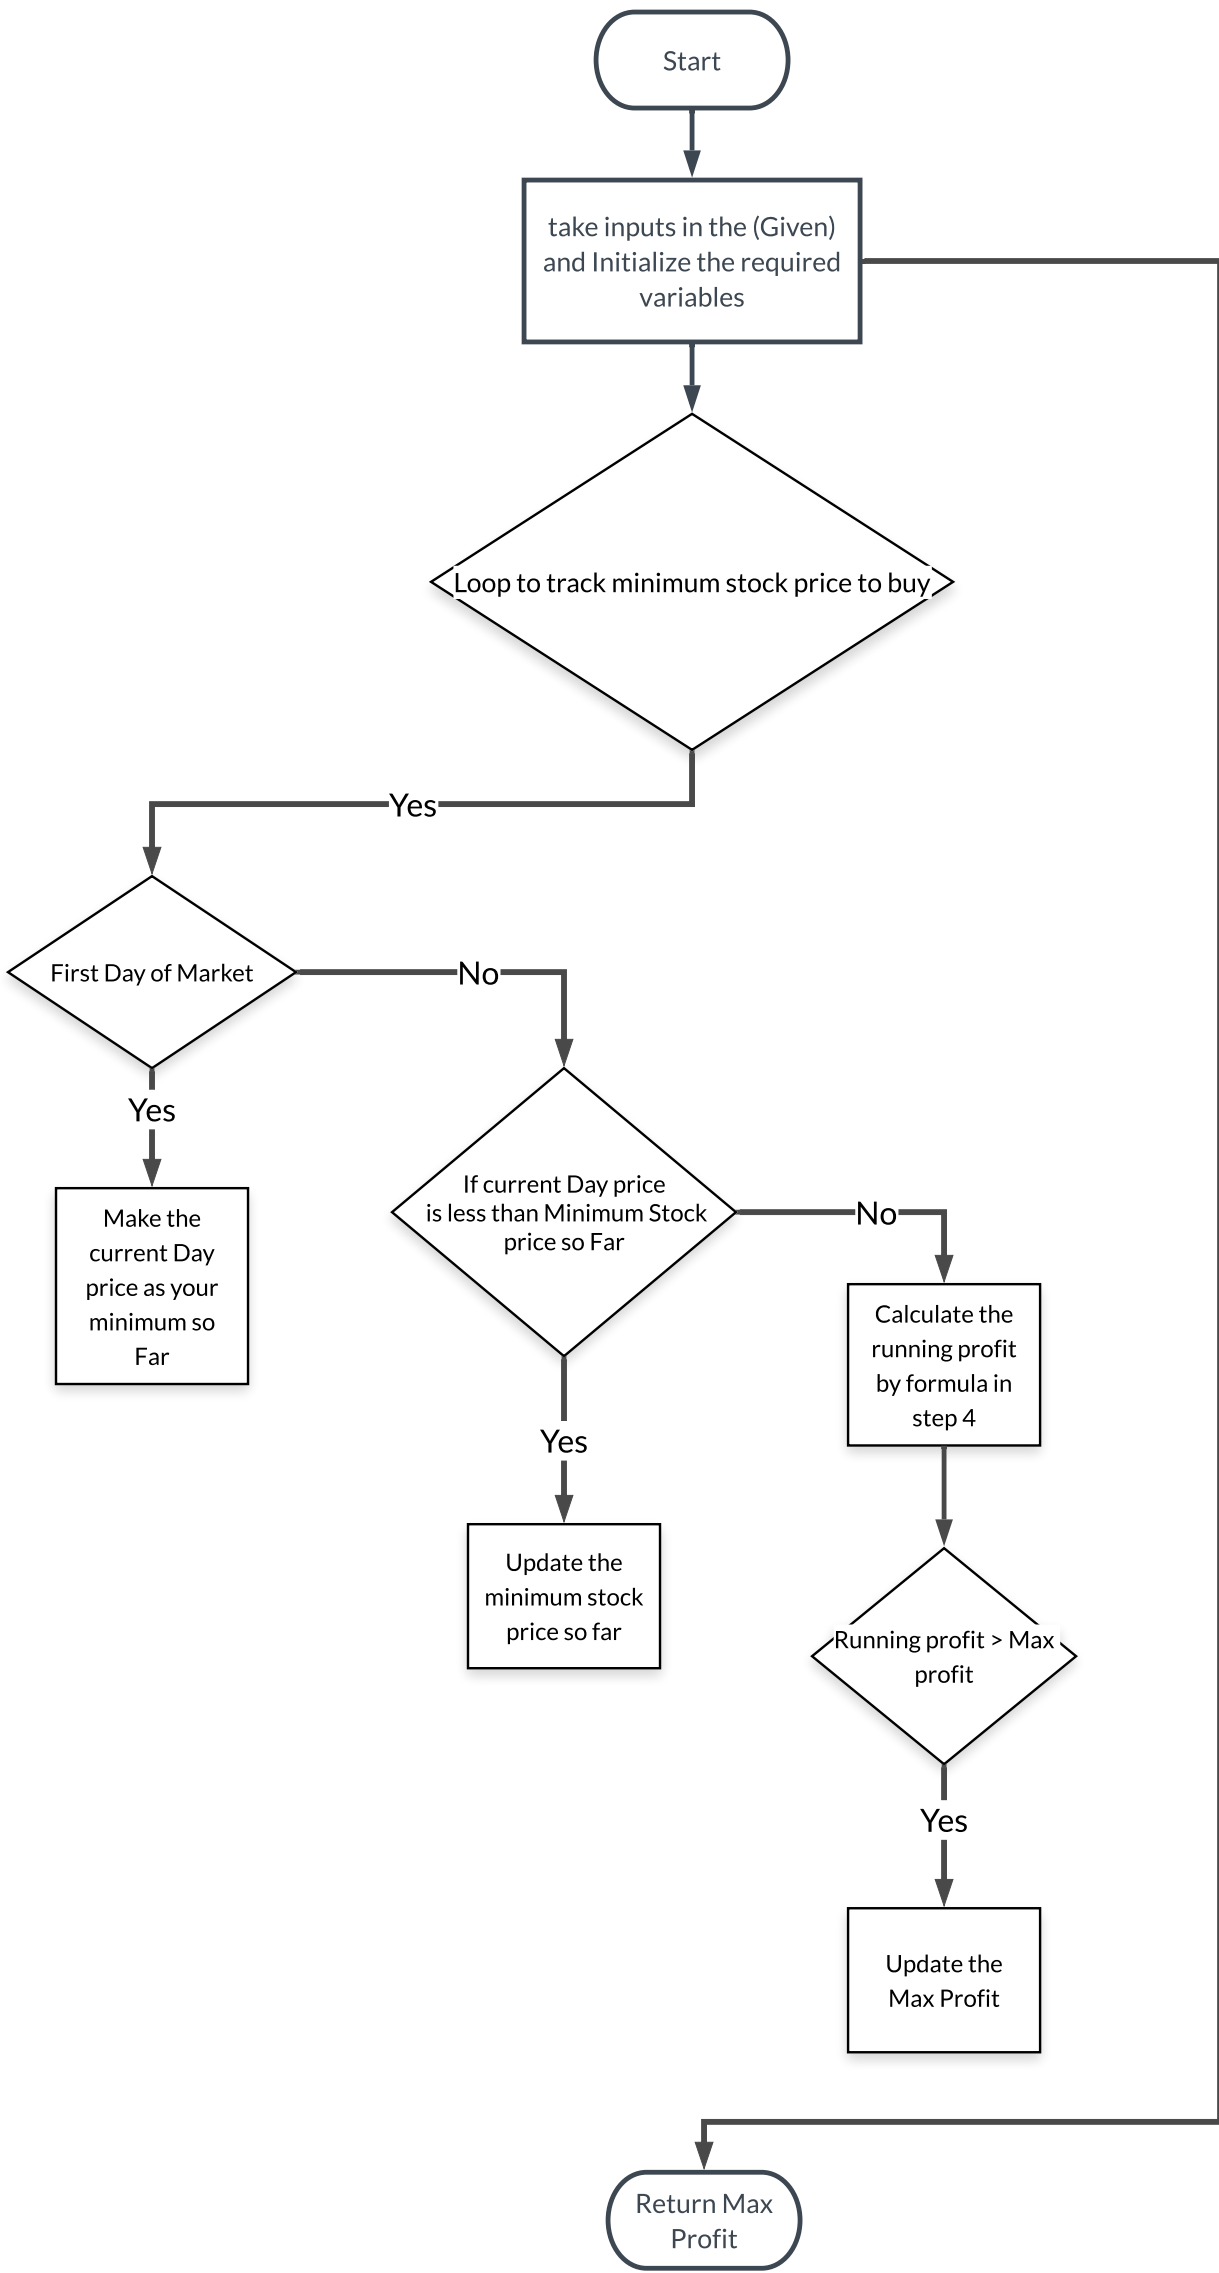 Start
take inputs in the (Given)
and Initialize the required
variables
Loop to track minimum stock price to buy
Yes
First Day of Market
No
Yes
If current Day price
is less than Minimum Stock
price so Far
No
Make the
current Day
price as your
minimum so
Far
Calculate the
running profit
by formula in
step 4
Yes
Update the
minimum stock
price so far
Running profit > Max
profit
Yes
Update the
Max Profit
Return Max
Profit